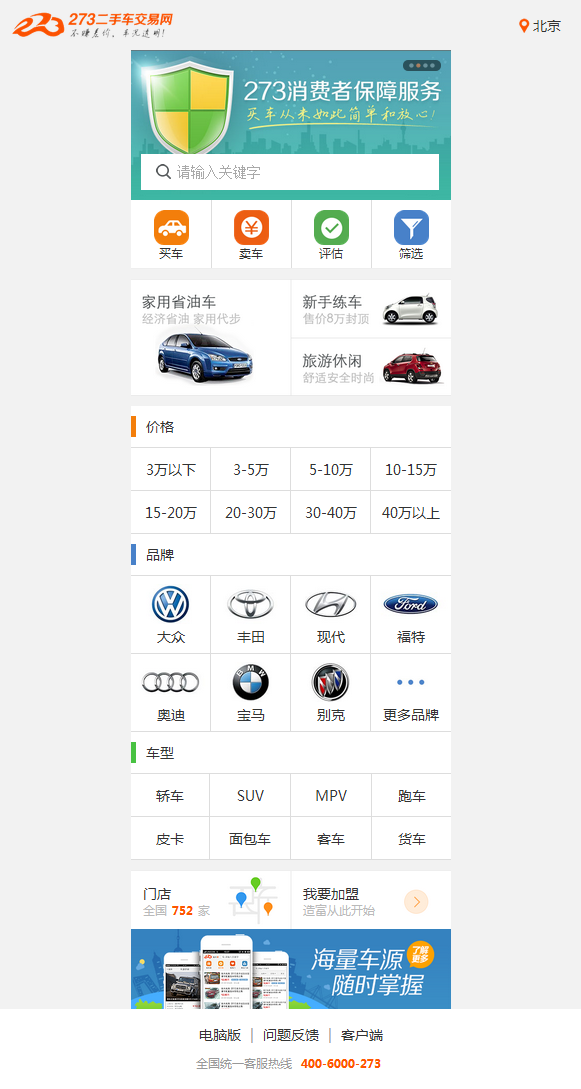 273二手车交易网
不赚差价，车况透明！
北京
273消费者保障服务
买车从未如此简单和放心！
请输入关键字
买车 卖车 评估 筛选
家用省油车
经济省油 家用代步
新手练车
售价8万封顶
旅游休闲
舒适安全时尚
价格
3万以下 3-5万 5-10万 10-15万
15-20万 20-30万 30-40万 40万以上
品牌
Ford
大众 丰田 现代 福特
BMW
奥迪 宝马 别克 更多品牌
车型
轿车 SUV MPV 跑车
皮卡 面包车 客车 货车
门店
全国 752 家
我要加盟
造富从此开始
海量车源
随时掌握
了解
更多
电脑版 问题反馈 客户端
全国统一客服热线 400-6000-273